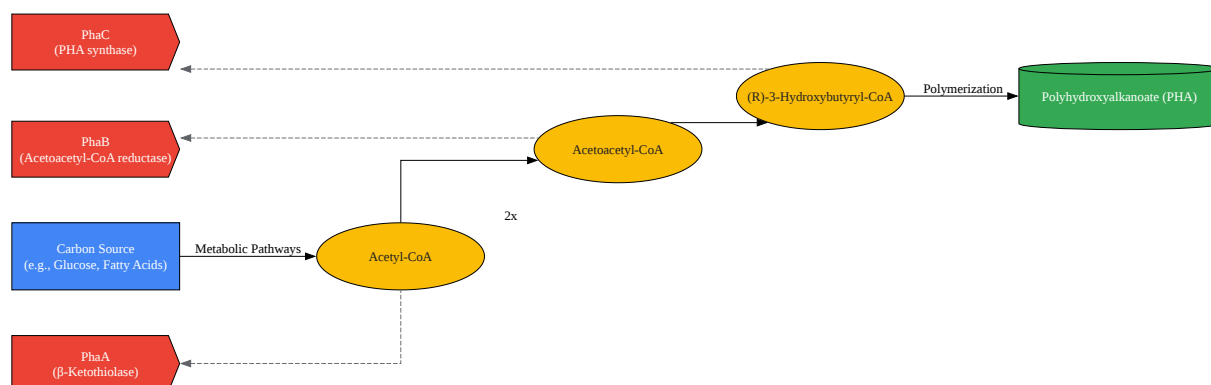 PhaC
(PHA synthase)
(R)-3-Hydroxybutyryl-CoA
Polymerization
Polyhydroxyalkanoate (PHA)
PhaB
(Acetoacetyl-CoA reductase)
Acetoacetyl-CoA
2x
Carbon Source
(e.g., Glucose, Fatty Acids)
Metabolic Pathways
Acetyl-CoA
PhaA
(β-Ketothiolase)